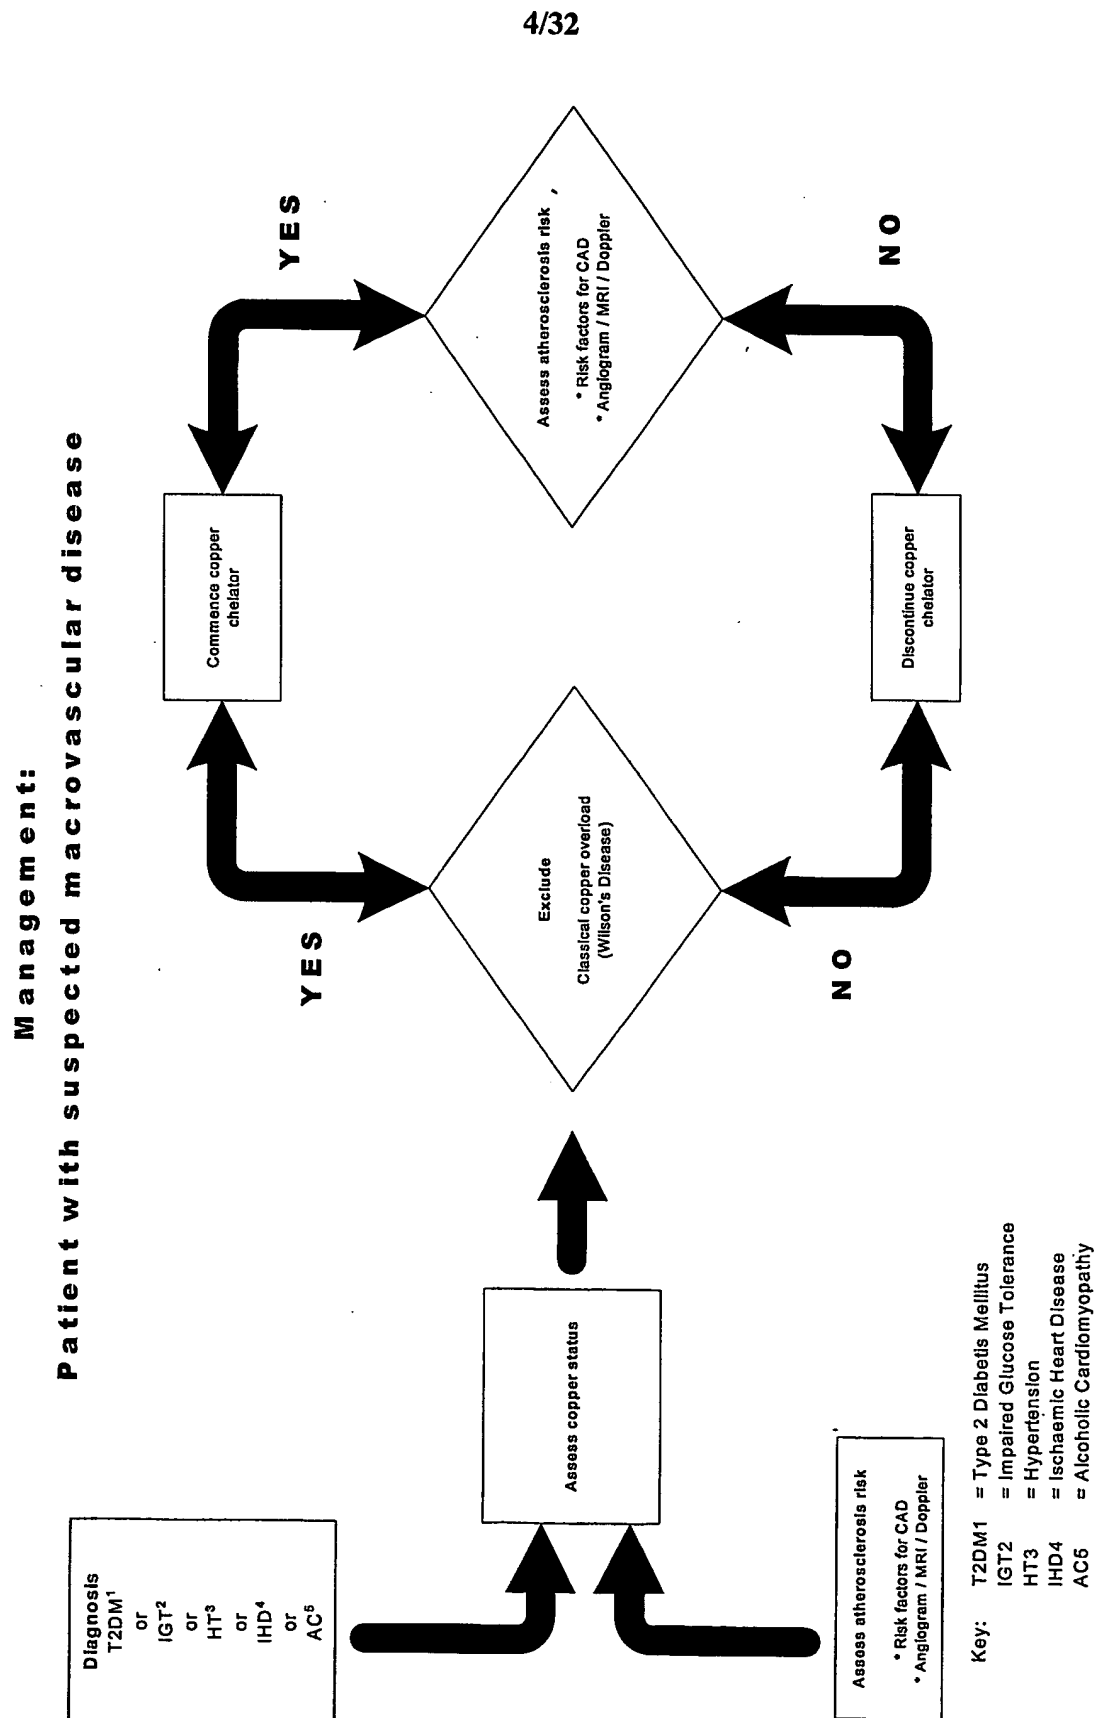 4/32
Management:
Patient with suspected macrovascular disease
Diagnosis
T2DM¹
or
IGT²
or
HT³
or
IHD⁴
or
AC⁵
Assess atherosclerosis risk
* Risk factors for CAD
* Angiogram / MRI / Doppler
Assess copper status
Exclude
Classical copper overload
(Wilson's Disease)
YES
NO
Commence copper
chelator
Discontinue copper
chelator
YES
NO
Assess atherosclerosis risk
* Risk factors for CAD
* Angiogram / MRI / Doppler
Key: T2DM1 = Type 2 Diabetis Mellitus
IGT2 = Impaired Glucose Tolerance
HT3 = Hypertension
IHD4 = Ischaemic Heart Disease
AC5 = Alcoholic Cardiomyopathy